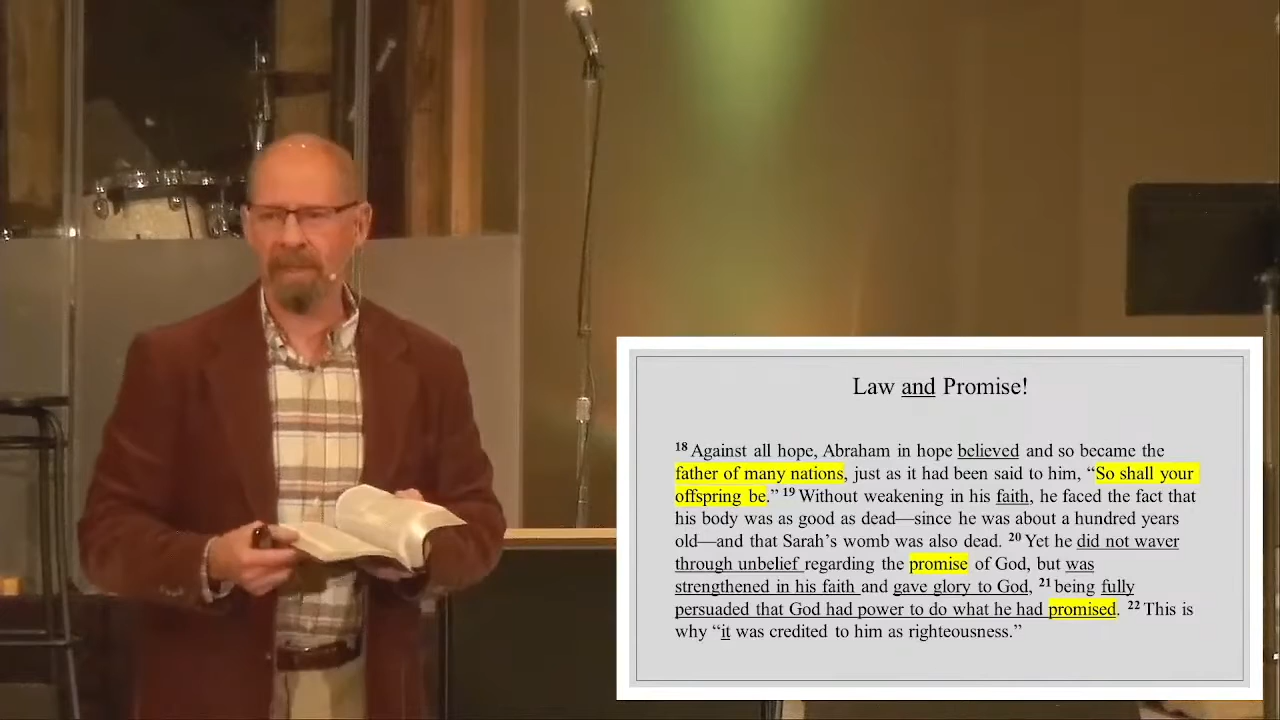 Law and Promise!
18 Against all hope, Abraham in hope believed and so became the
father of many nations, just as it had been said to him, “So shall your
offspring be.” 19 Without weakening in his faith, he faced the fact that
his body was as good as dead—since he was about a hundred years
old—and that Sarah’s womb was also dead. 20 Yet he did not waver
through unbelief regarding the promise of God, but was
strengthened in his faith and gave glory to God, 21 being fully
persuaded that God had power to do what he had promised. 22 This is
why “it was credited to him as righteousness.”